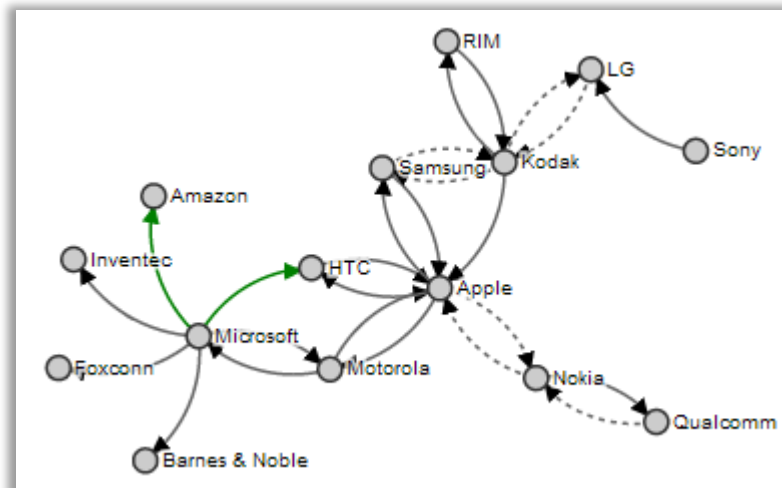 RIM
LG
Sony
Samsung
Kodak
Amazon
Inventec
HTC
Apple
Microsoft
Foxconn
Motorola
Nokia
Qualcomm
Barnes & Noble